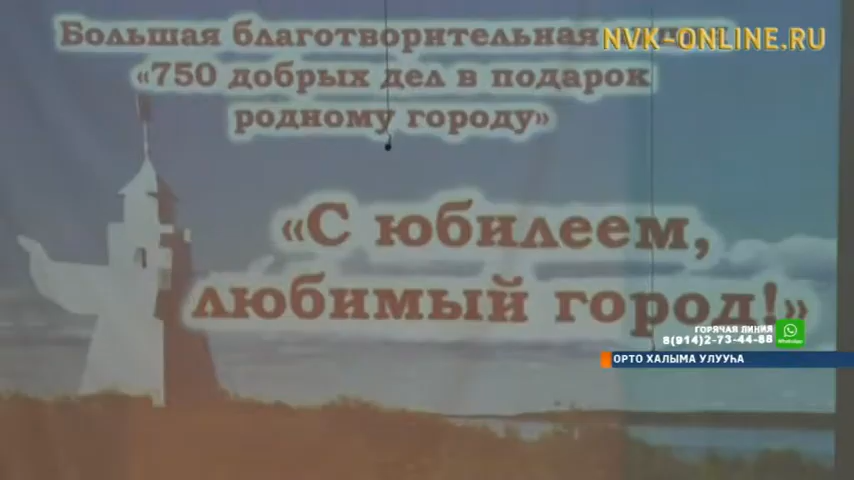 Большая благотворительная
NVK-ONLINE.RU
«750 добрых дел в подарок
родному городу»
«С юбилеем,
любимый город!»
ГОРЯЧАЯ ЛИНИЯ
8(914)2-73-44-88
WhatsApp
ОРТО ХАЛЫМА УЛУУҺА